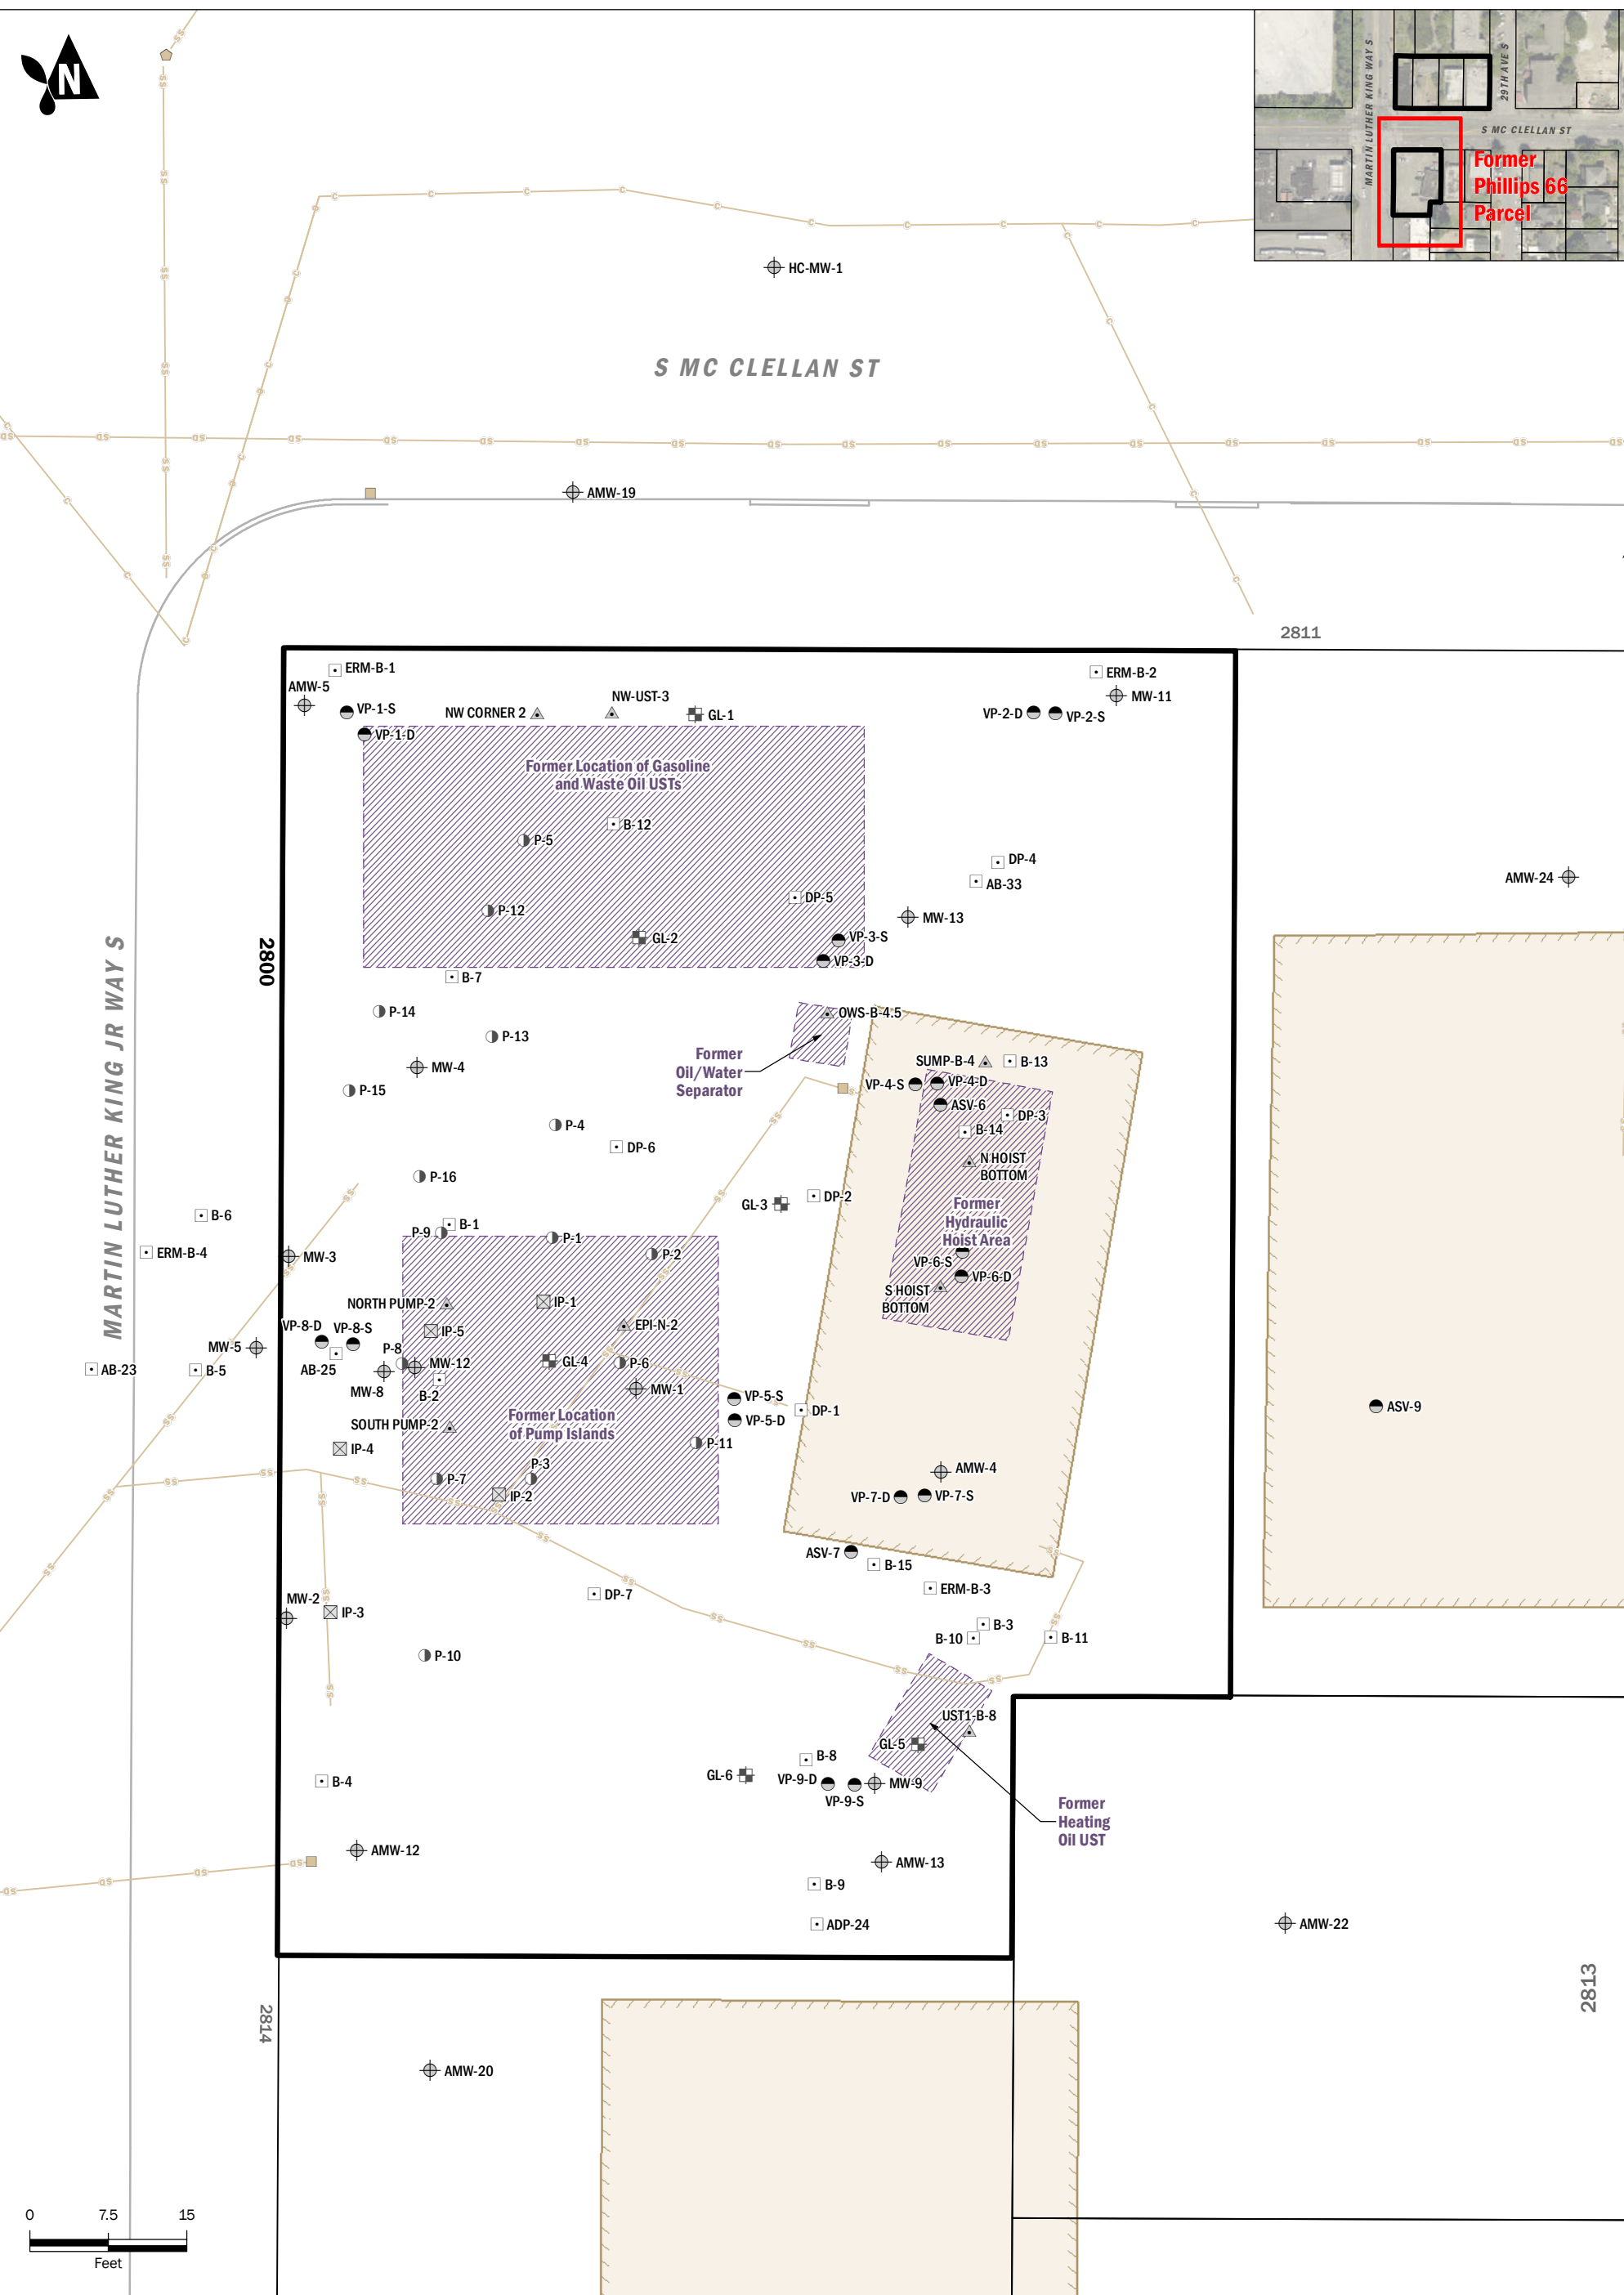 N
MARTIN LUTHER KING WAY S
29TH AVE S
S MC CLELLAN ST
Former
Phillips 66
Parcel
HC-MW-1
S MC CLELLAN ST
AMW-19
2811
ERM-B-1
ERM-B-2
AMW-5
MW-11
NW-UST-3
VP-1-S
NW CORNER 2
GL-1
VP-2-D
VP-2-S
VP-1-D
Former Location of Gasoline
and Waste Oil USTs
B-12
P-5
DP-4
AB-33
AMW-24
DP-5
P-12
MW-13
GL-2
VP-3-S
VP-3-D
2800
B-7
MARTIN LUTHER KING JR WAY S
P-14
OWS-B-4.5
P-13
Former
Oil/Water
Separator
MW-4
SUMP-B-4
B-13
P-15
VP-4-S
VP-4-D
ASV-6
DP-3
P-4
B-14
DP-6
N HOIST
BOTTOM
P-16
DP-2
GL-3
Former
Hydraulic
Hoist Area
B-6
B-1
P-9
P-1
ERM-B-4
MW-3
P-2
VP-6-S
VP-6-D
S HOIST
BOTTOM
NORTH PUMP-2
IP-1
VP-8-D
VP-8-S
IP-5
EPI-N-2
MW-5
P-8
MW-12
GL-4
P-6
AB-23
B-5
AB-25
MW-8
B-2
MW-1
VP-5-S
DP-1
ASV-9
SOUTH PUMP-2
Former Location
of Pump Islands
VP-5-D
P-11
IP-4
P-3
AMW-4
P-7
IP-2
VP-7-D
VP-7-S
ASV-7
B-15
ERM-B-3
DP-7
MW-2
IP-3
B-3
B-10
B-11
P-10
UST1-B-8
GL-5
B-8
GL-6
VP-9-D
MW-9
B-4
VP-9-S
Former
Heating
Oil UST
AMW-12
AMW-13
B-9
ADP-24
AMW-22
2813
2814
AMW-20
0 7.5 15
Feet